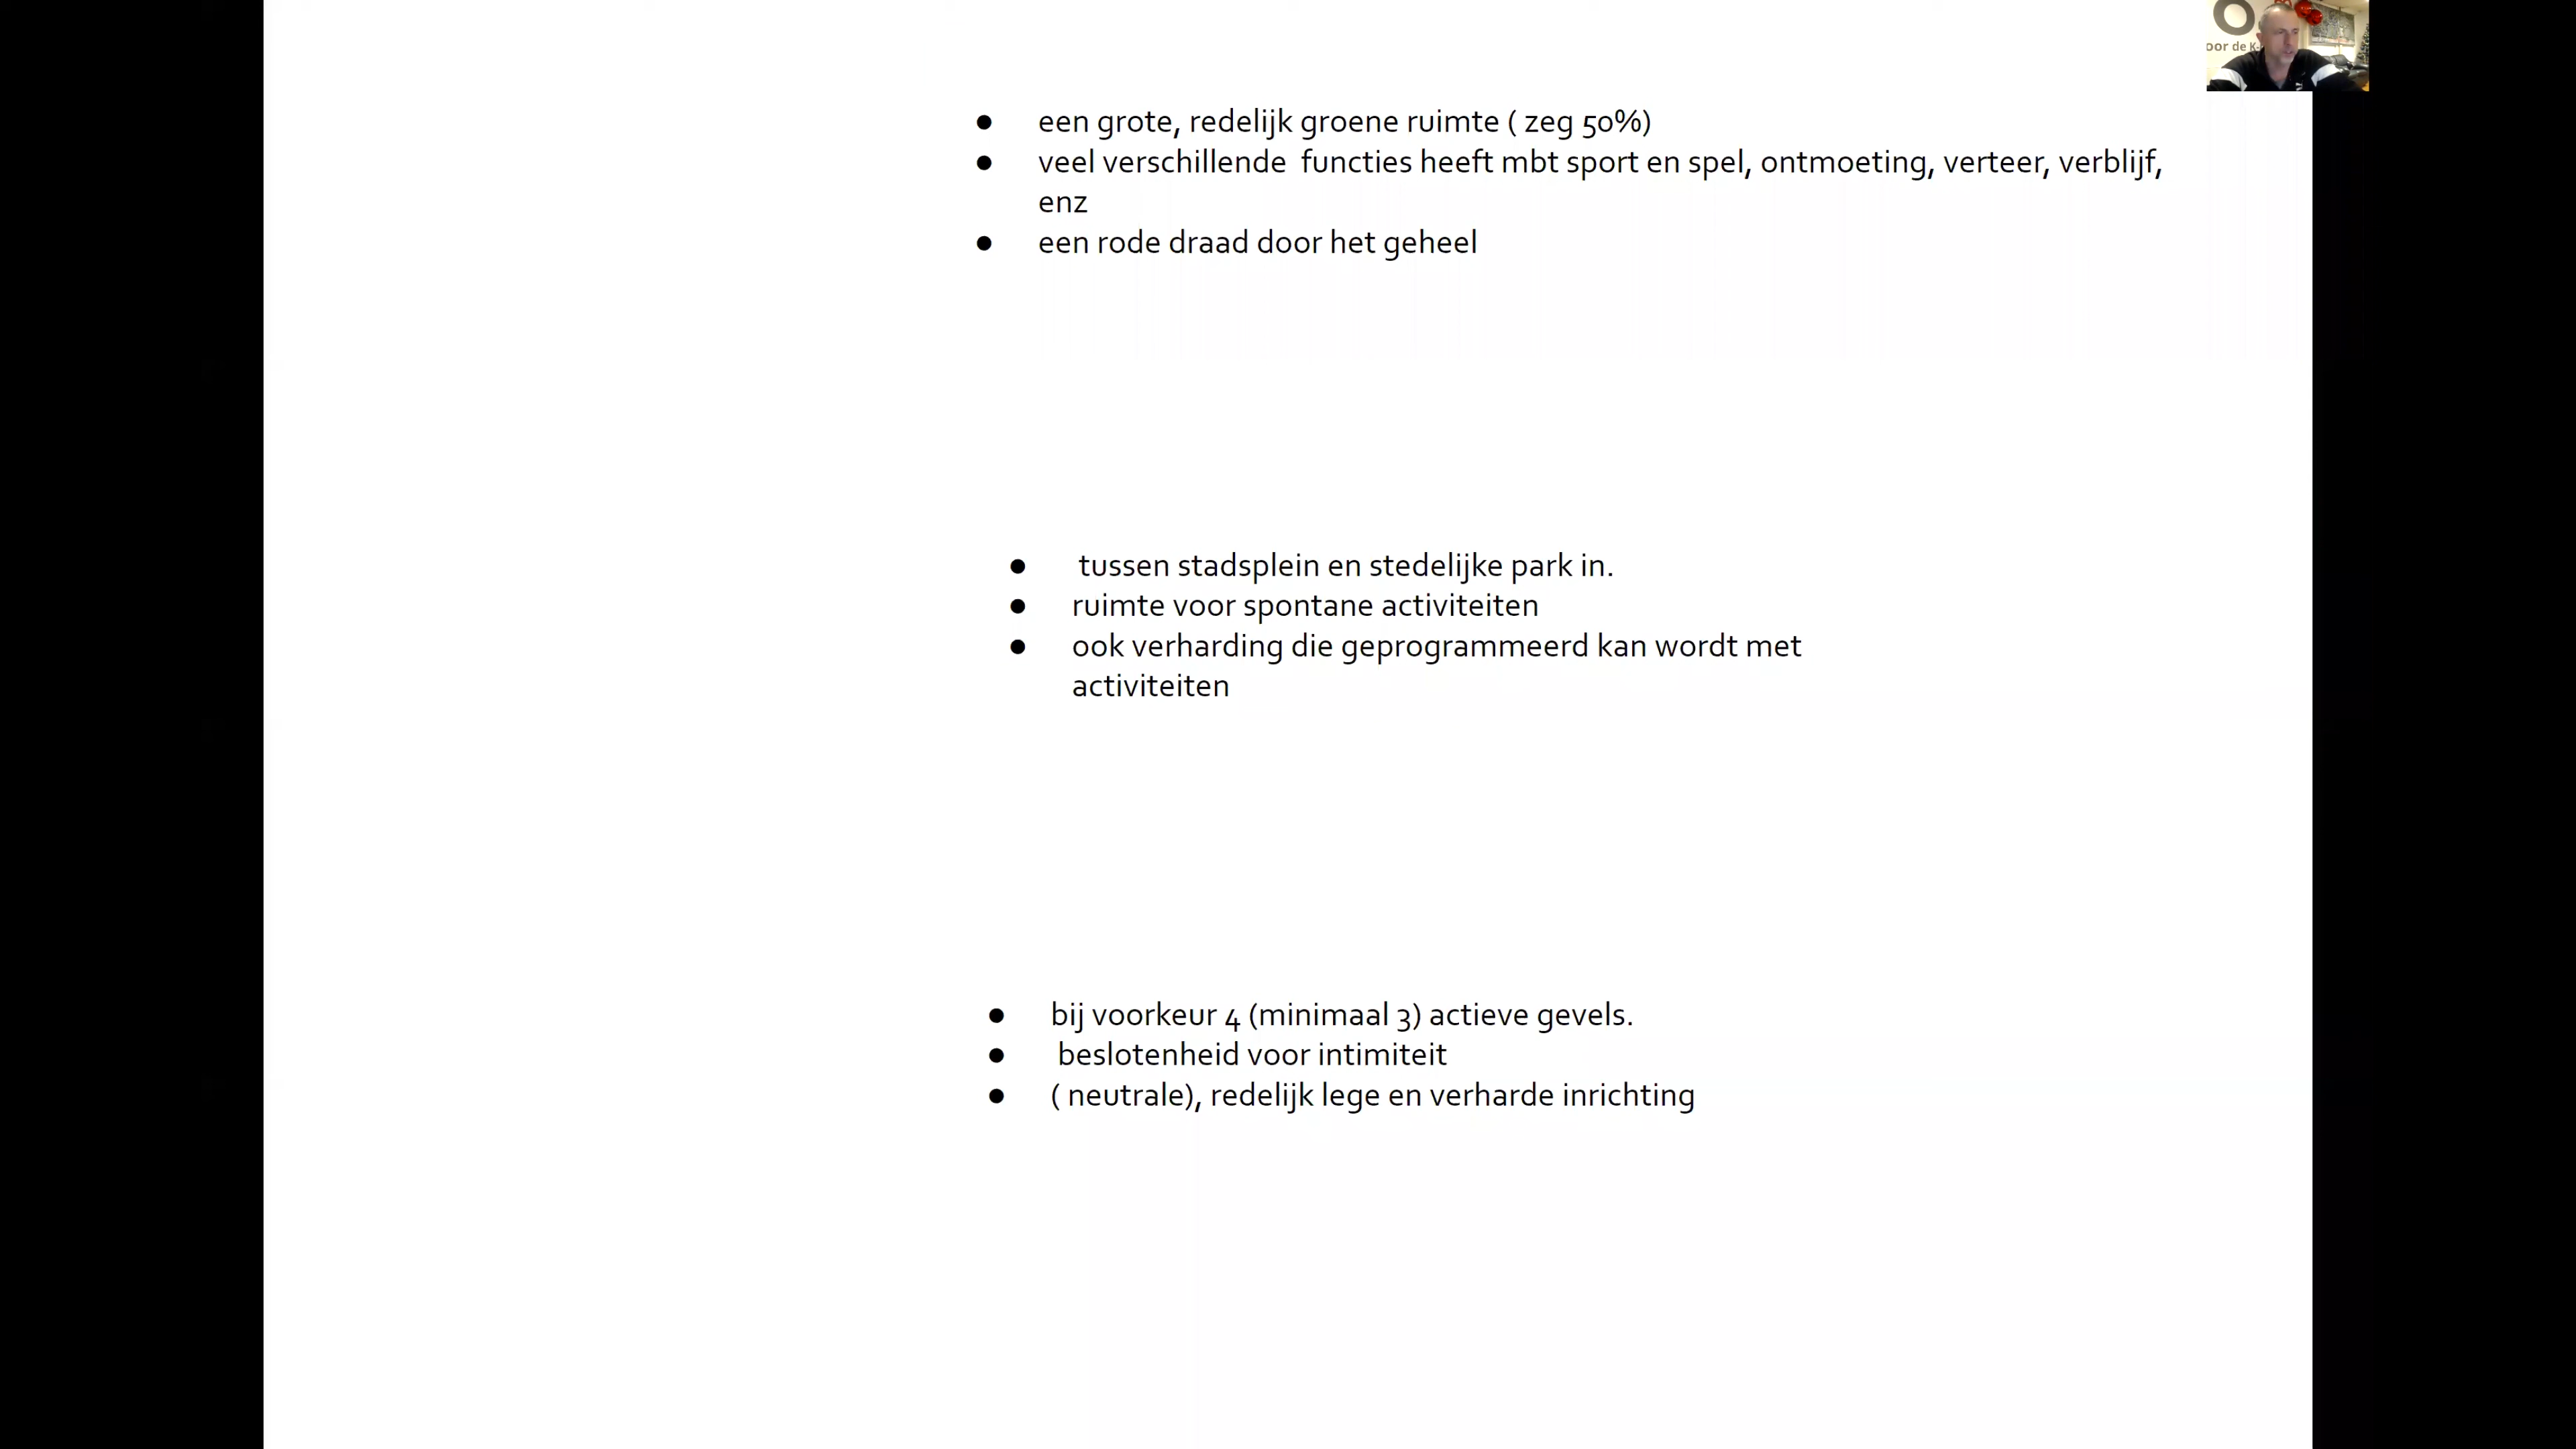 oor de K-
● een grote, redelijk groene ruimte ( zeg 50%)
● veel verschillende functies heeft mbt sport en spel, ontmoeting, verteer, verblijf,
enz
● een rode draad door het geheel
● tussen stadsplein en stedelijke park in.
● ruimte voor spontane activiteiten
● ook verharding die geprogrammeerd kan wordt met
activiteiten
● bij voorkeur 4 (minimaal 3) actieve gevels.
● beslotenheid voor intimiteit
● ( neutrale), redelijk lege en verharde inrichting